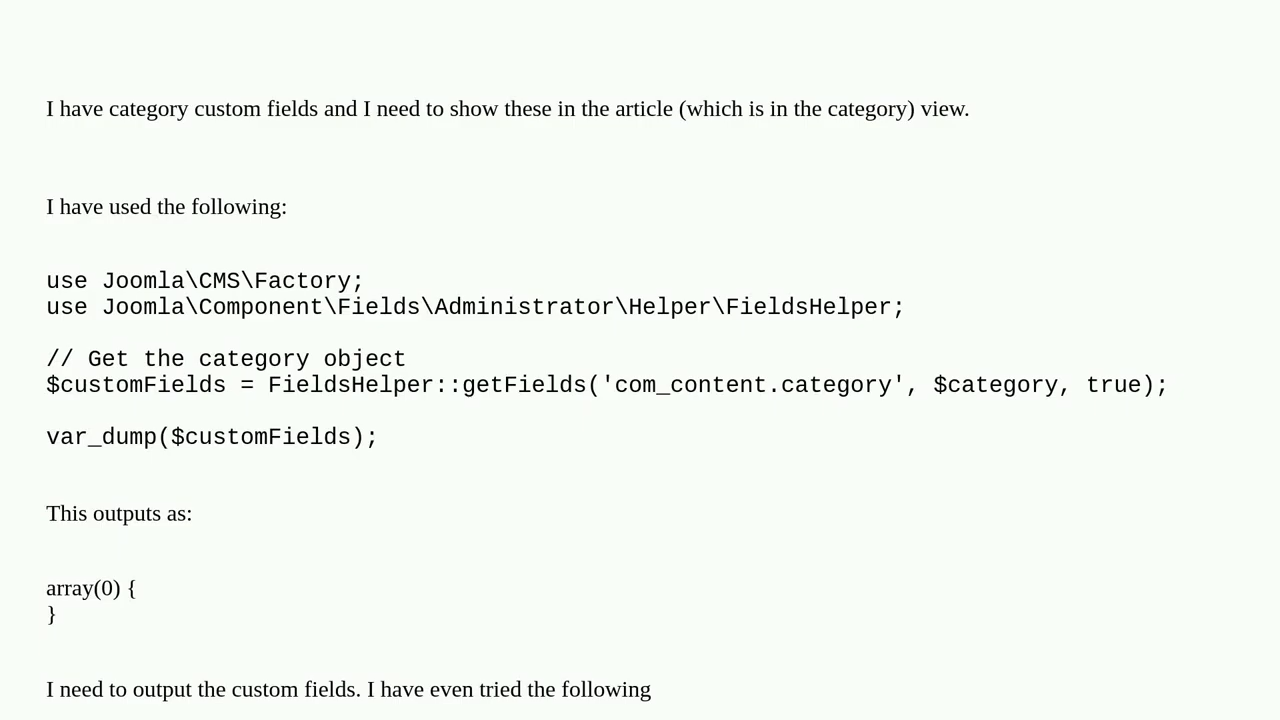 I have category custom fields and I need to show these in the article (which is in the category) view.
I have used the following:
use Joomla\CMS\Factory;
use Joomla\Component\Fields\Administrator\Helper\FieldsHelper;
// Get the category object
$customFields = FieldsHelper::getFields('com_content.category', $category, true);
var_dump($customFields);
This outputs as:
array(0) {
}
I need to output the custom fields. I have even tried the following